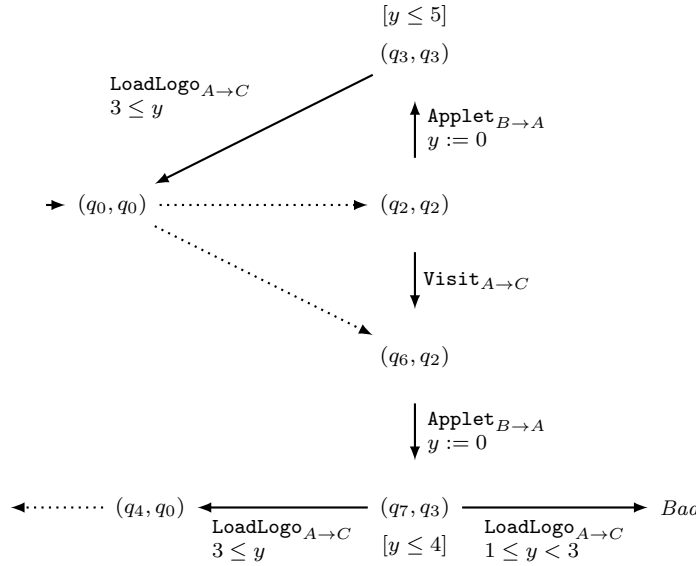 [y ≤ 5]
(q₃, q₃)
LoadLogo_{A→C}
3 ≤ y
Applet_{B→A}
y := 0
(q₀, q₀)
(q₂, q₂)
Visit_{A→C}
(q₆, q₂)
Applet_{B→A}
y := 0
(q₄, q₀)
(q₇, q₃)
Bad
LoadLogo_{A→C}
3 ≤ y
[y ≤ 4]
LoadLogo_{A→C}
1 ≤ y < 3